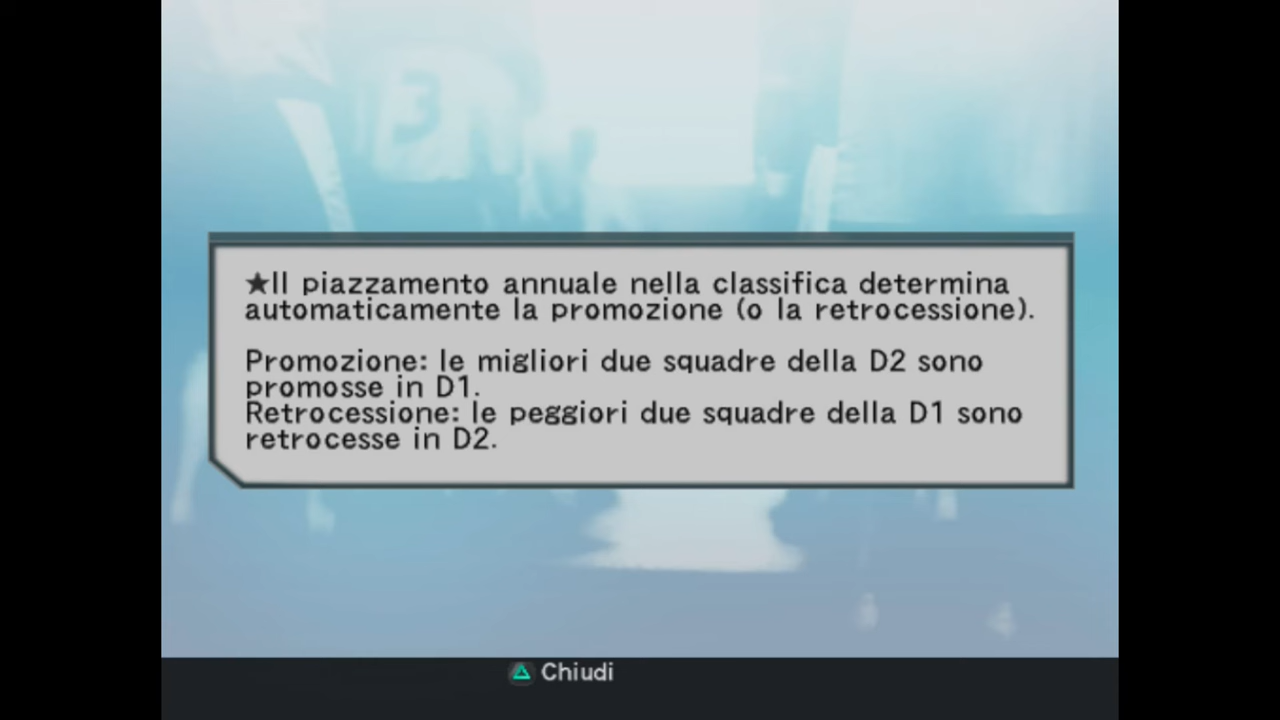 ★Il piazzamento annuale nella classifica determina
automaticamente la promozione (o la retrocessione).
Promozione: le migliori due squadre della D2 sono
promosse in D1.
Retrocessione: le peggiori due squadre della D1 sono
retrocesse in D2.
Chiudi
3